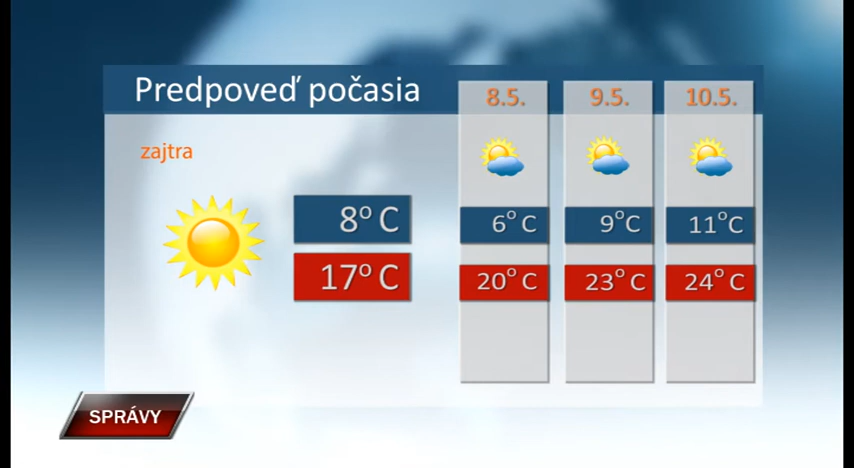 Predpoveď počasia
zajtra
8° C
17° C
8.5. 9.5. 10.5.
6° C 9°C 11°C
20° C 23° C 24° C
SPRÁVY